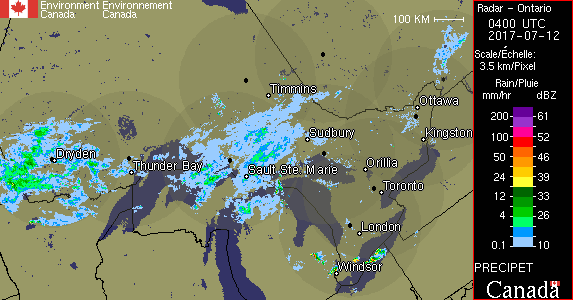 Environment Environnement
Canada Canada
100 KM
Timmins
Ottawa
Sudbury
Kingston
Dryden
Thunder Bay
Sault Ste. Marie
Orillia
Toronto
London
Windsor
Radar - Ontario
0400 UTC
2017-07-12
Scale/Échelle:
3.5 km/Pixel
Rain/Pluie
mm/hr dBZ
200 61
100 52
50 46
24 39
12 33
4 26
0.1 10
PRECIPET
Canada